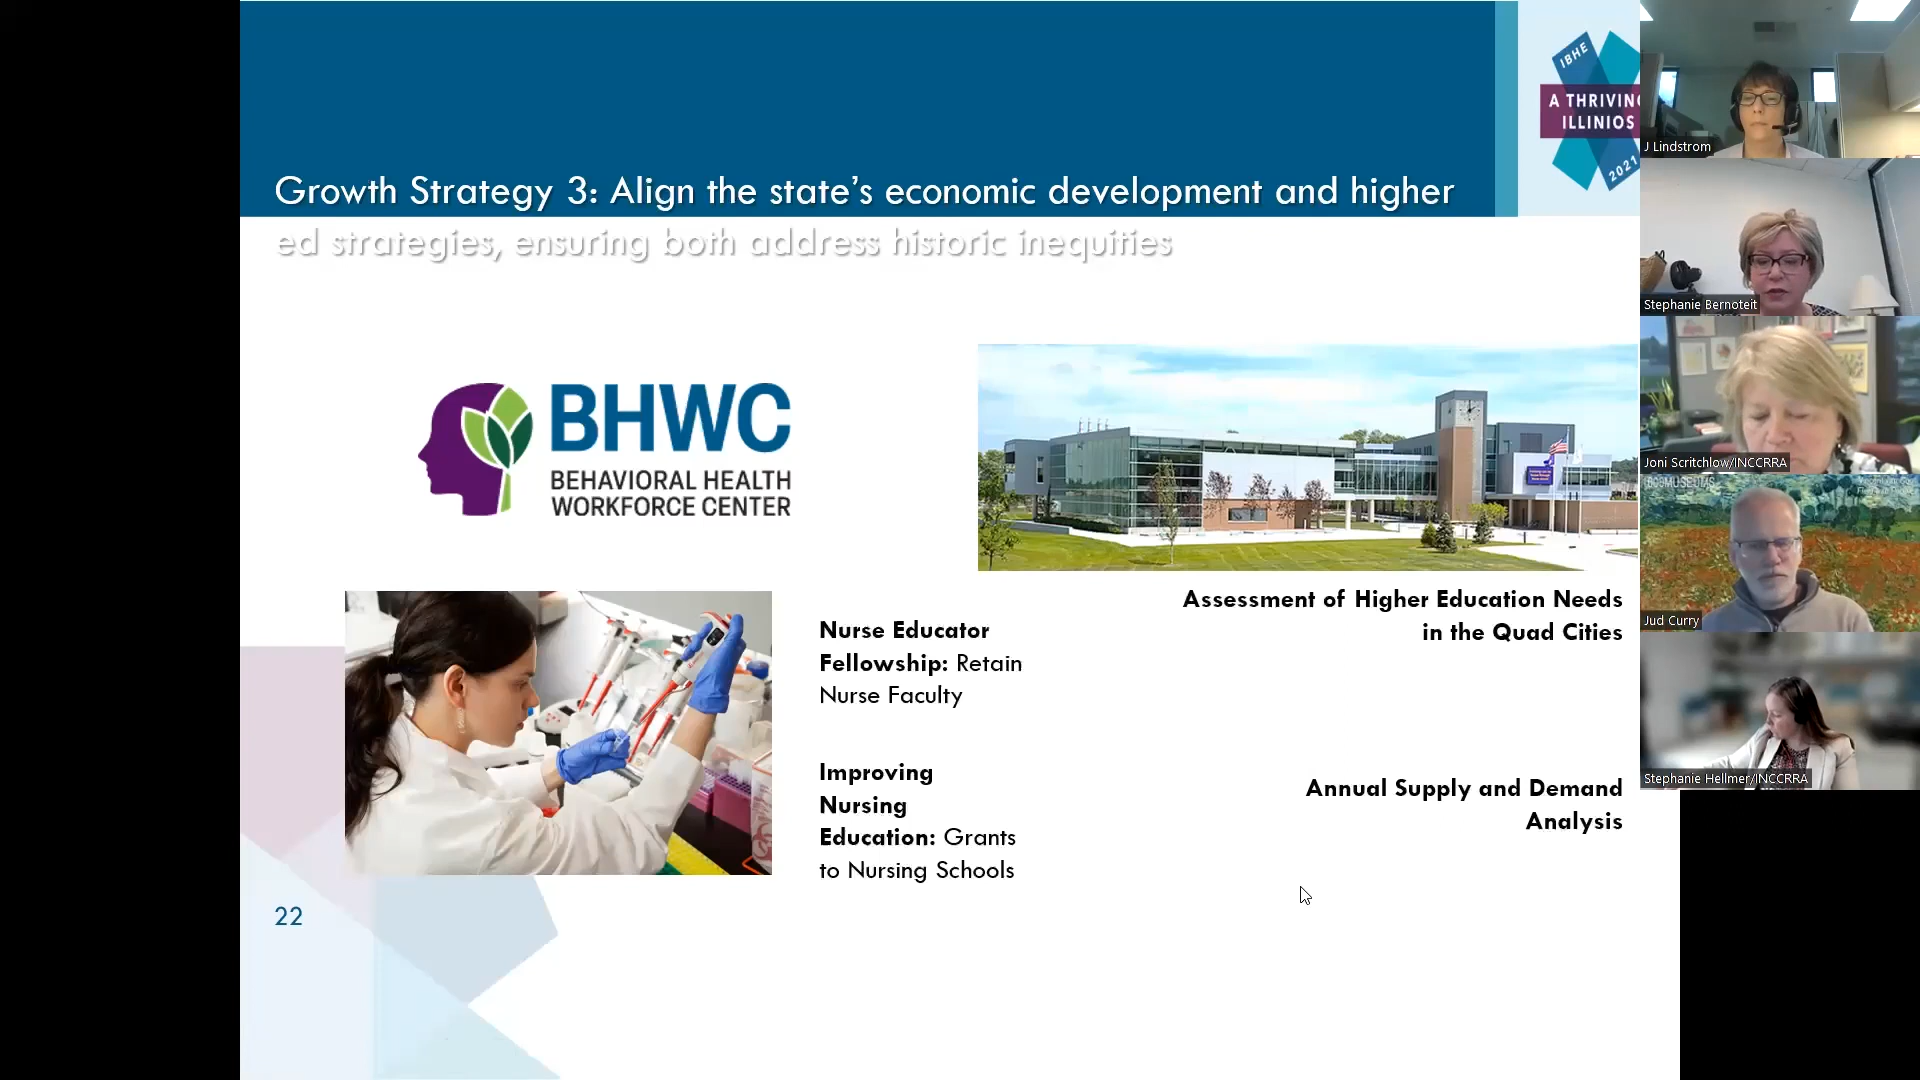 Growth Strategy 3: Align the state's economic development and higher
ed strategies, ensuring both address historic inequities
IBHE
A THRIVING
ILLINIOS
2021
BHWC
BEHAVIORAL HEALTH
WORKFORCE CENTER
Nurse Educator
Fellowship: Retain
Nurse Faculty
Improving
Nursing
Education: Grants
to Nursing Schools
Assessment of Higher Education Needs
in the Quad Cities
Annual Supply and Demand
Analysis
22
J Lindstrom
Stephanie Bernoteit
Joni Scritchlow/INCCRRA
Jud Curry
Stephanie Hellmer/INCCRRA